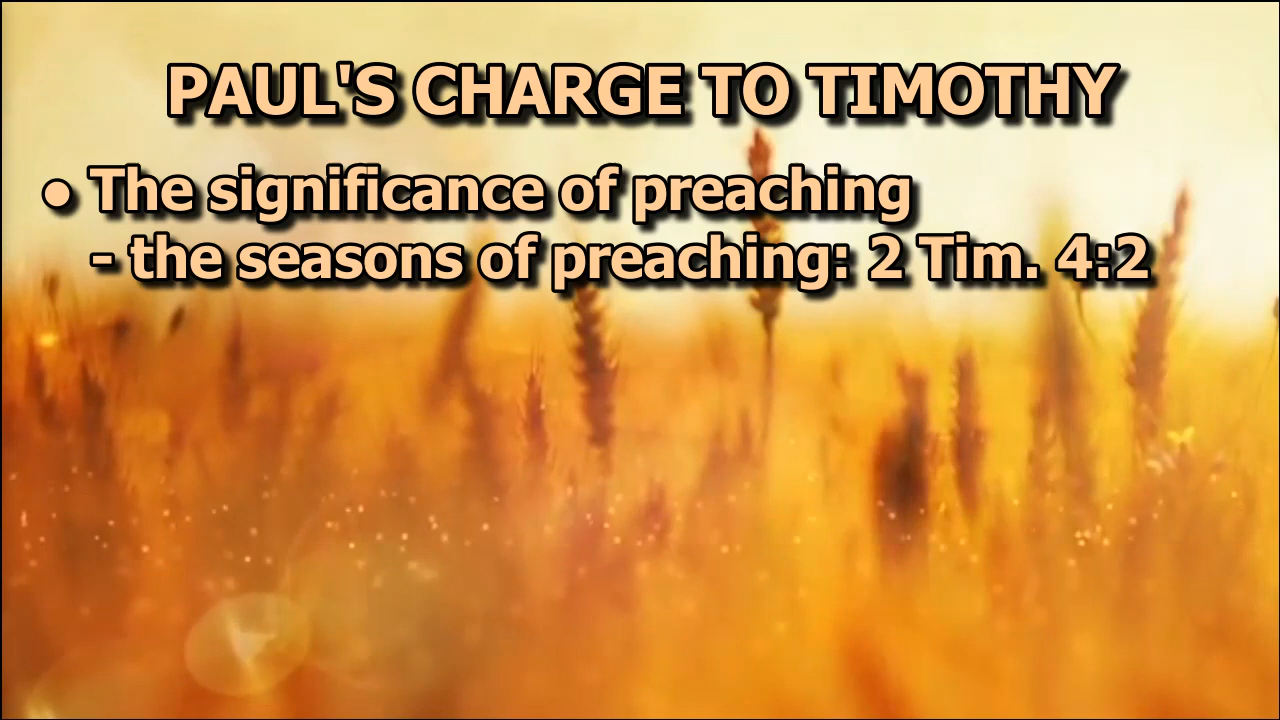 PAUL'S CHARGE TO TIMOTHY
• The significance of preaching
- the seasons of preaching: 2 Tim. 4:2